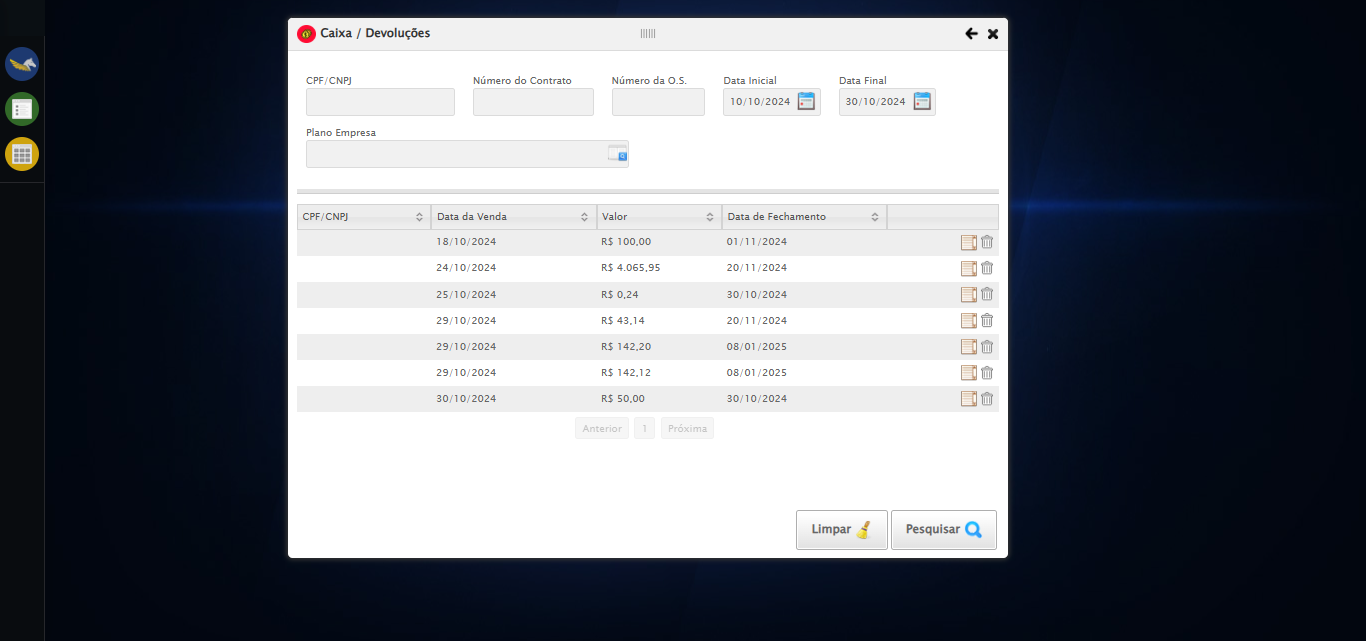 Caixa / Devoluções
CPF/CNPJ Número do Contrato Número da O.S. Data Inicial Data Final
10/10/2024 30/10/2024
Plano Empresa
CPF/CNPJ Data da Venda Valor Data de Fechamento
18/10/2024 R$ 100,00 01/11/2024
24/10/2024 R$ 4.065,95 20/11/2024
25/10/2024 R$ 0,24 30/10/2024
29/10/2024 R$ 43,14 20/11/2024
29/10/2024 R$ 142,20 08/01/2025
29/10/2024 R$ 142,12 08/01/2025
30/10/2024 R$ 50,00 30/10/2024
Anterior 1 Próxima
Limpar Pesquisar